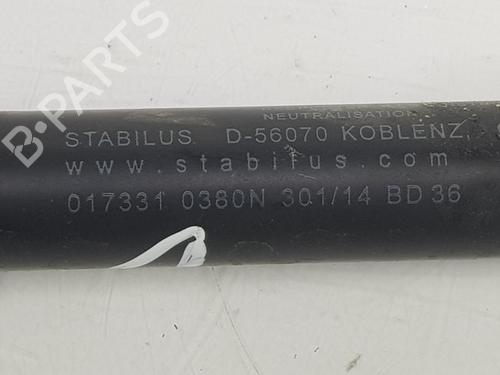 NEUTRALISATION
STABILUS D-56070 KOBLENZ,
www.stabilus.com
017331 0380N 301/14 BD 36
B-PARTS